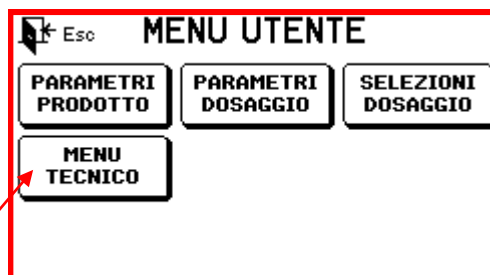 Esc MENU UTENTE
PARAMETRI PRODOTTO
PARAMETRI DOSAGGIO
SELEZIONI DOSAGGIO
MENU TECNICO